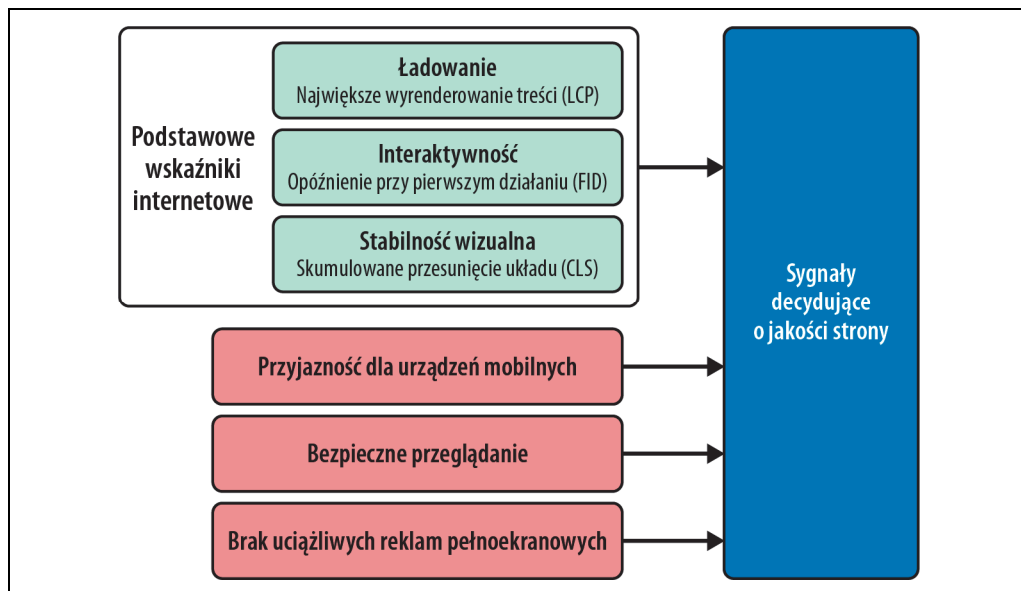 Podstawowe
wskaźniki
internetowe
Ładowanie
Największe wyrenderowanie treści (LCP)
Interaktywność
Opóźnienie przy pierwszym działaniu (FID)
Stabilność wizualna
Skumulowane przesunięcie układu (CLS)
Przyjazność dla urządzeń mobilnych
Bezpieczne przeglądanie
Brak uciążliwych reklam pełnoekranowych
Sygnały
decydujące
o jakości strony